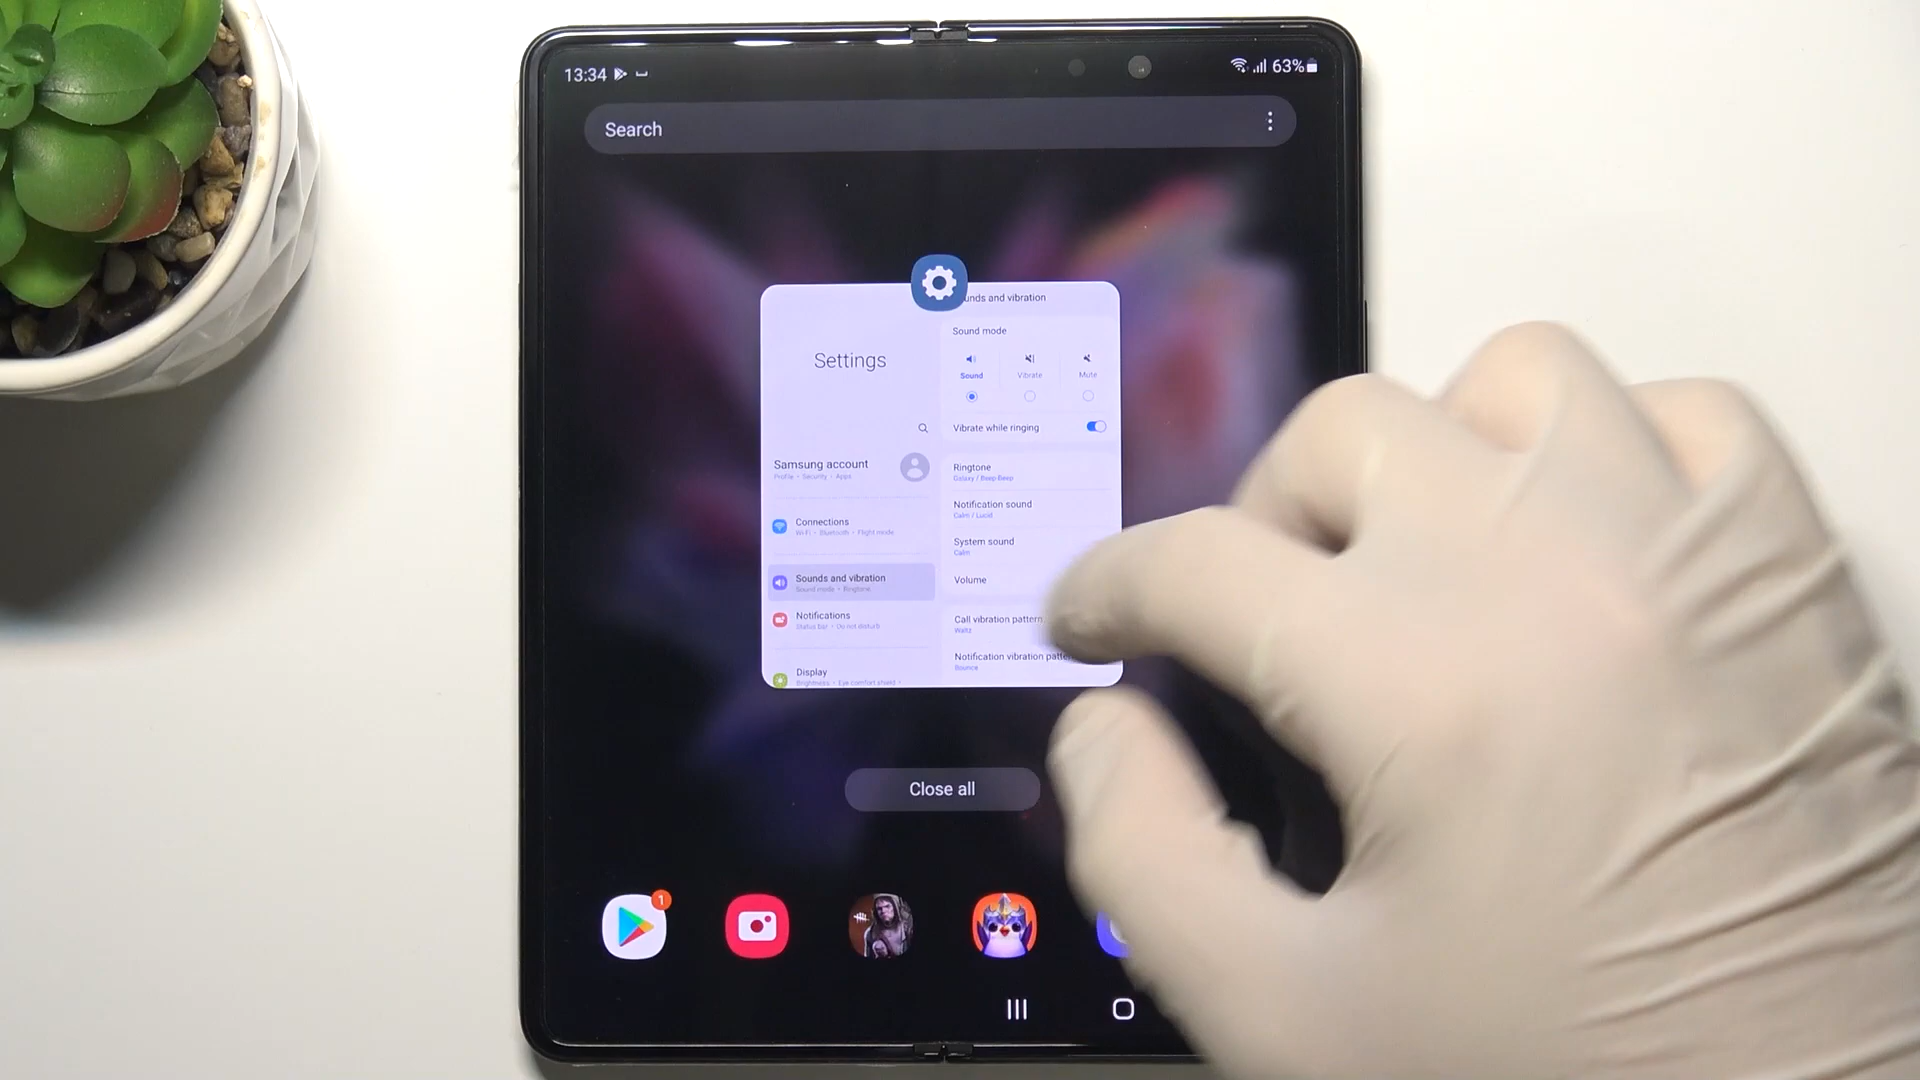 13:34
63%
Search
Settings
Samsung account
Profile • Security • Apps
Connections
Wi-Fi • Bluetooth • Flight mode
Sounds and vibration
Sound mode • Ringtone
Notifications
Status bar • Do not disturb
Display
Brightness • Eye comfort shield •
unds and vibration
Sound mode
Sound
Vibrate
Mute
Vibrate while ringing
Ringtone
Galaxy / Beep Beep
Notification sound
Calm / Lucid
System sound
Calm
Volume
Call vibration pattern
Waltz
Notification vibration patte
Bounce
Close all
1